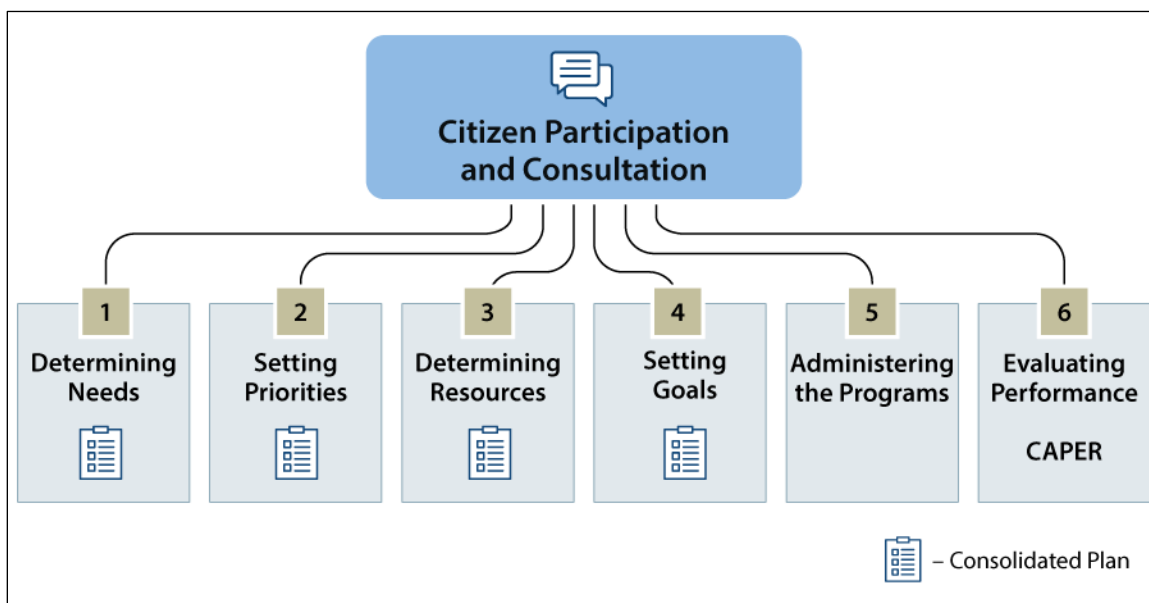 Citizen Participation
and Consultation
1
Determining
Needs
2
Setting
Priorities
3
Determining
Resources
4
Setting
Goals
5
Administering
the Programs
6
Evaluating
Performance
CAPER
– Consolidated Plan